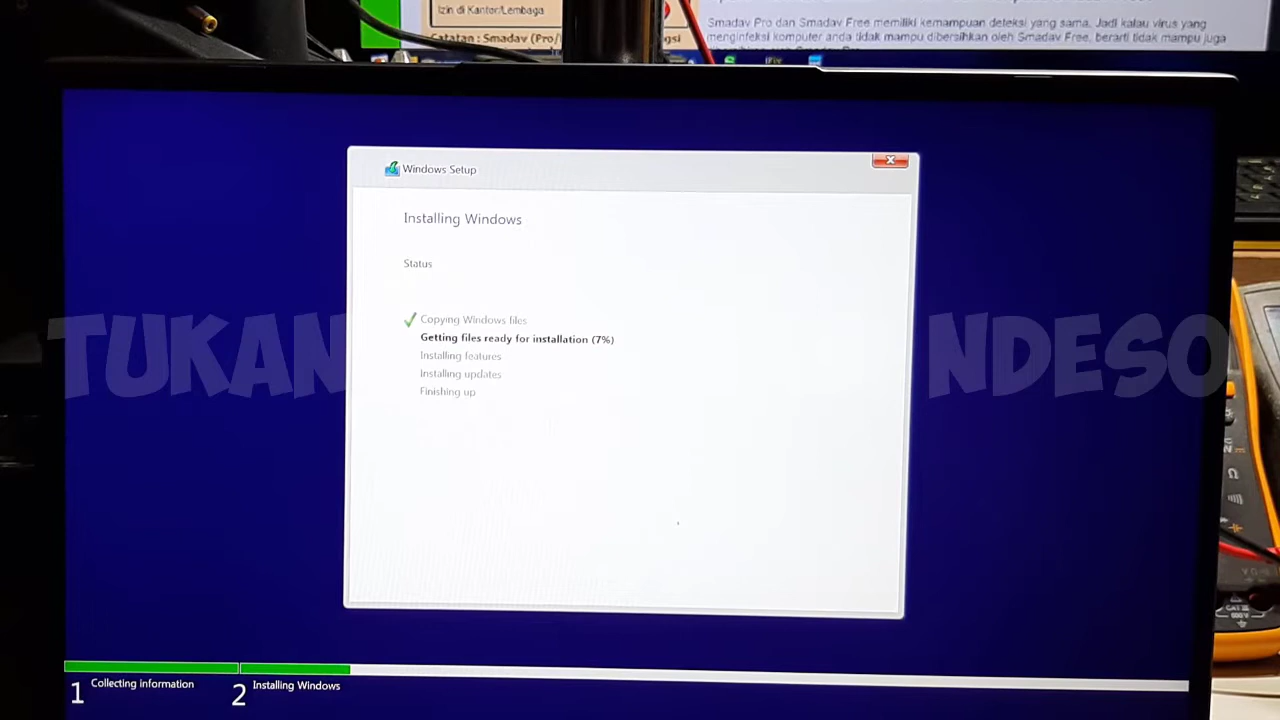 Izin di Kantor/Lembaga
Catatan : Smadav (Pro/
gsi
Smadav Pro dan Smadav Free memiliki kemampuan deteksi yang sama. Jadi kalau virus yang
menginfeksi komputer anda tidak mampu dibersihkan oleh Smadav Free, berarti tidak mampu juga
Windows Setup
Installing Windows
Status
Copying Windows files
Getting files ready for installation (7%)
Installing features
Installing updates
Finishing up
TUKAN NDESO
1 Collecting information
2 Installing Windows